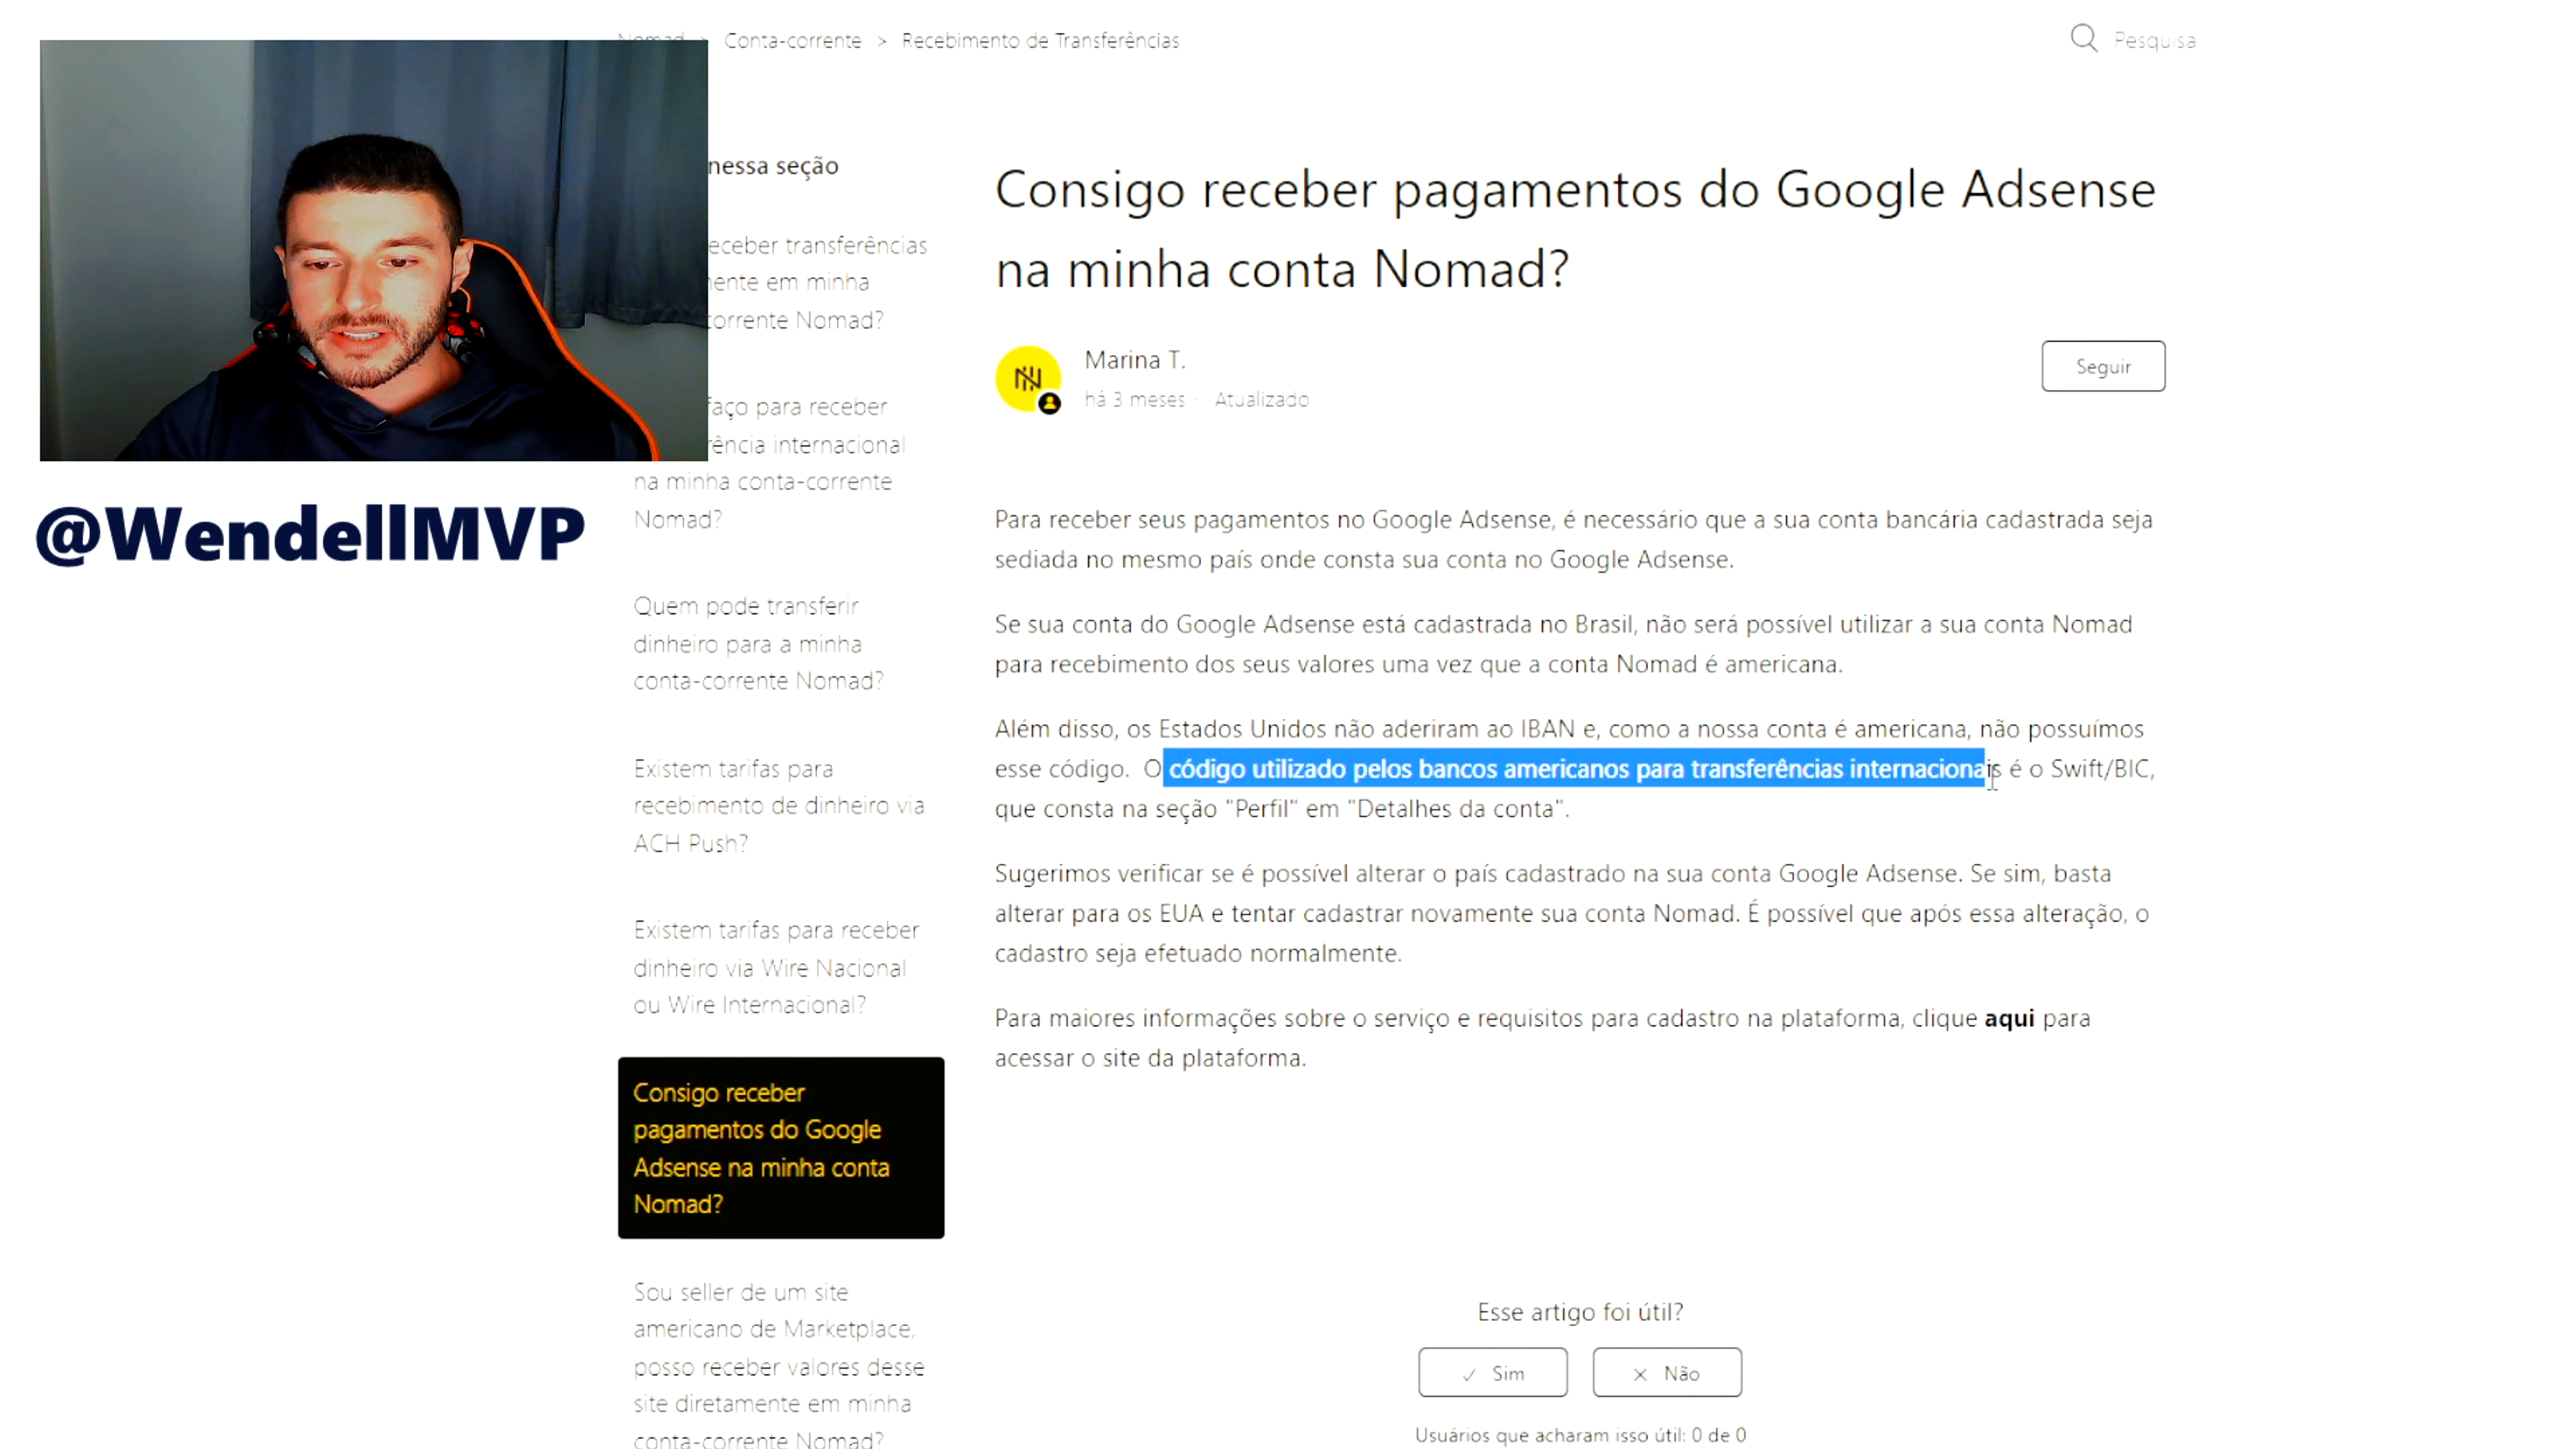 Conta-corrente > Recebimento de Transferências
Pesquisa
nessa seção
eceber transferências
ente em minha
corrente Nomad?
faço para receber
rência internacional
na minha conta-corrente
Nomad?
@WendellMVP
Quem pode transferir
dinheiro para a minha
conta-corrente Nomad?
Existem tarifas para
recebimento de dinheiro via
ACH Push?
Existem tarifas para receber
dinheiro via Wire Nacional
ou Wire Internacional?
Consigo receber
pagamentos do Google
Adsense na minha conta
Nomad?
Sou seller de um site
americano de Marketplace,
posso receber valores desse
site diretamente em minha
conta-corrente Nomad?
Consigo receber pagamentos do Google Adsense
na minha conta Nomad?
Marina T.
há 3 meses · Atualizado
Seguir
Para receber seus pagamentos no Google Adsense, é necessário que a sua conta bancária cadastrada seja
sediada no mesmo país onde consta sua conta no Google Adsense.
Se sua conta do Google Adsense está cadastrada no Brasil, não será possível utilizar a sua conta Nomad
para recebimento dos seus valores uma vez que a conta Nomad é americana.
Além disso, os Estados Unidos não aderiram ao IBAN e, como a nossa conta é americana, não possuímos
esse código. O código utilizado pelos bancos americanos para transferências internacionais é o Swift/BIC,
que consta na seção "Perfil" em "Detalhes da conta".
Sugerimos verificar se é possível alterar o país cadastrado na sua conta Google Adsense. Se sim, basta
alterar para os EUA e tentar cadastrar novamente sua conta Nomad. É possível que após essa alteração, o
cadastro seja efetuado normalmente.
Para maiores informações sobre o serviço e requisitos para cadastro na plataforma, clique aqui para
acessar o site da plataforma.
Esse artigo foi útil?
✓ Sim
× Não
Usuários que acharam isso útil: 0 de 0